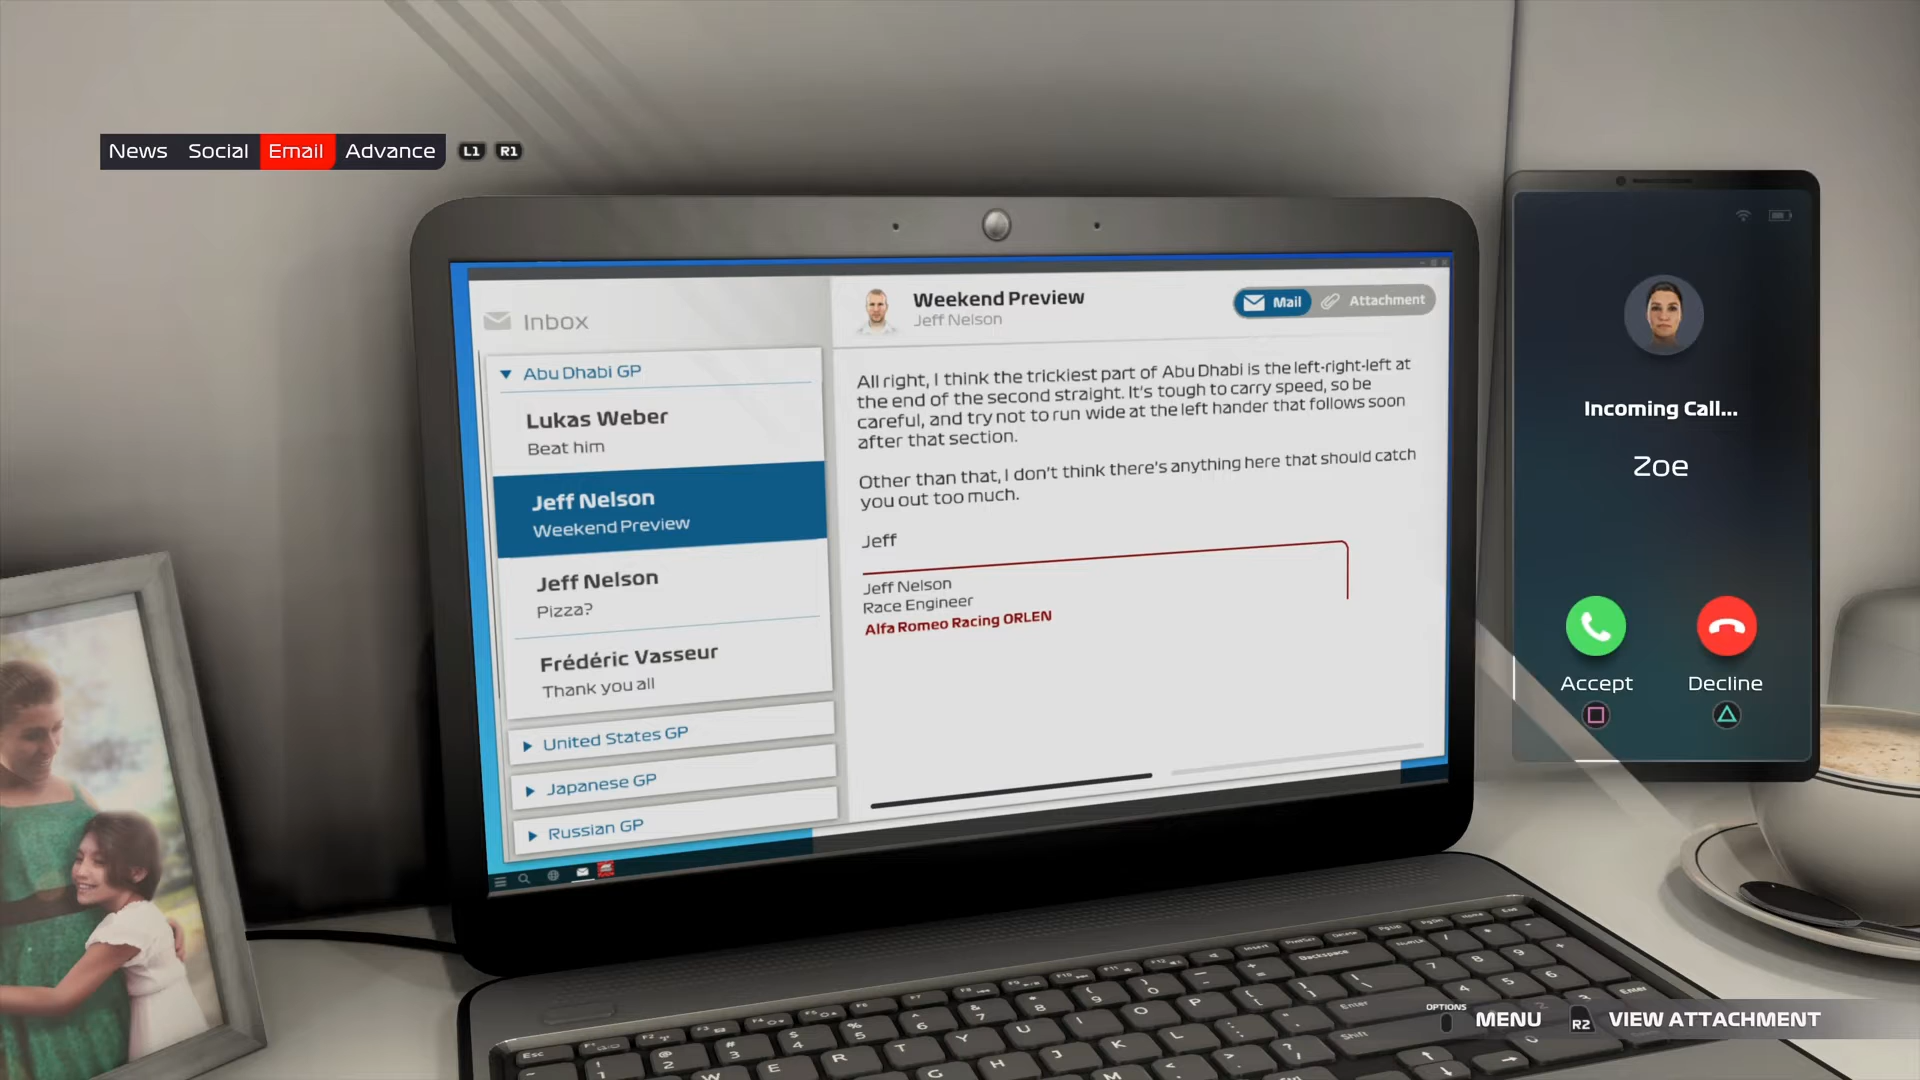 News Social Email Advance L1 R1
Inbox
Abu Dhabi GP
Lukas Weber
Beat him
Jeff Nelson
Weekend Preview
Jeff Nelson
Pizza?
Frédéric Vasseur
Thank you all
United States GP
Japanese GP
Russian GP
Weekend Preview
Jeff Nelson
Mail Attachment
All right, I think the trickiest part of Abu Dhabi is the left-right-left at
the end of the second straight. It's tough to carry speed, so be
careful, and try not to run wide at the left hander that follows soon
after that section.
Other than that, I don't think there's anything here that should catch
you out too much.
Jeff
Jeff Nelson
Race Engineer
Alfa Romeo Racing ORLEN
Incoming Call...
Zoe
Accept Decline
OPTIONS MENU R2 VIEW ATTACHMENT